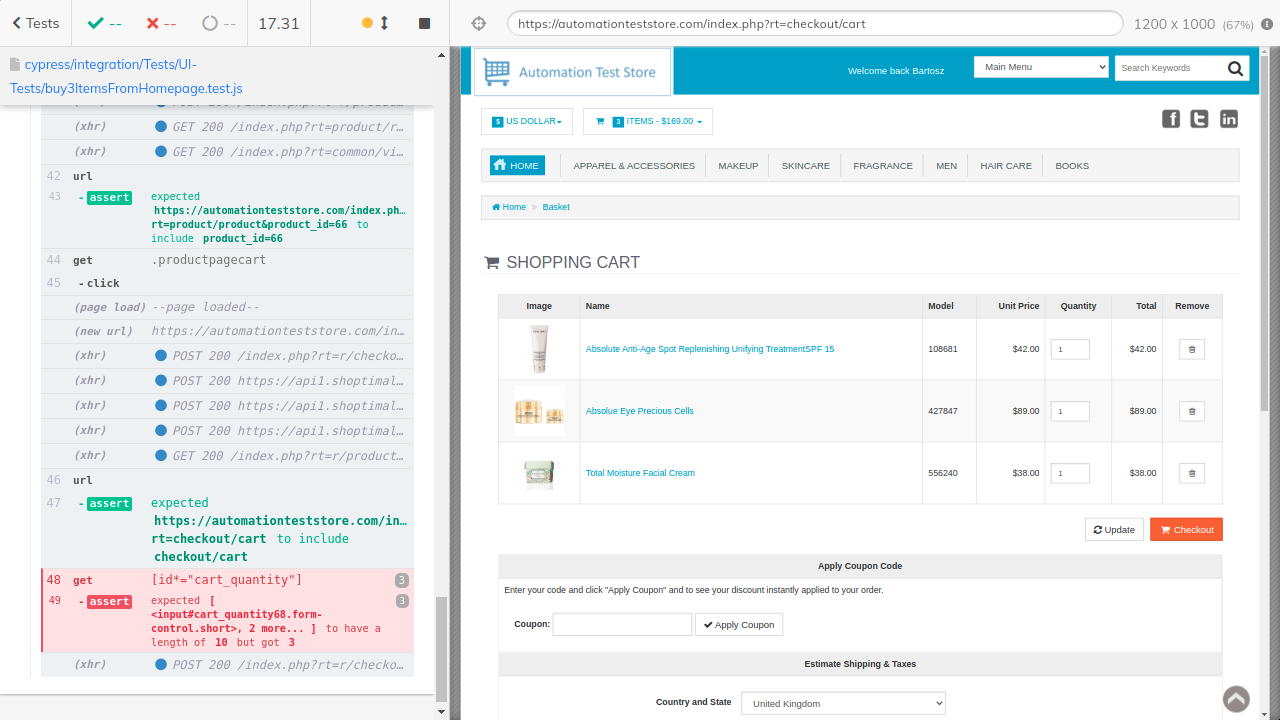 Tests
--
--
--
17.31
https://automationteststore.com/index.php?rt=checkout/cart
1200 x 1000 (67%)
cypress/integration/Tests/UI-
Tests/buy3ItemsFromHomepage.test.js
(xhr) GET 200 /index.php?rt=product/r…
(xhr) GET 200 /index.php?rt=common/vi…
42 url
43 - assert expected
https://automationteststore.com/index.ph…
rt=product/product&product_id=66 to
include product_id=66
44 get .productpagecart
45 - click
(page load) --page loaded--
(new url) https://automationteststore.com/in…
(xhr) POST 200 /index.php?rt=r/checko…
(xhr) POST 200 https://api1.shoptimal…
(xhr) POST 200 https://api1.shoptimal…
(xhr) POST 200 https://api1.shoptimal…
(xhr) GET 200 /index.php?rt=r/product…
46 url
47 - assert expected
https://automationteststore.com/in…
rt=checkout/cart to include
checkout/cart
48 get [id*="cart_quantity"] 3
49 - assert expected [ 3
<input#cart_quantity68.form-
control.short>, 2 more... ] to have a
length of 10 but got 3
(xhr) POST 200 /index.php?rt=r/checko…
Automation Test Store
Welcome back Bartosz
Main Menu
Search Keywords
$ US DOLLAR
3 ITEMS - $169.00
HOME
APPAREL & ACCESSORIES
MAKEUP
SKINCARE
FRAGRANCE
MEN
HAIR CARE
BOOKS
Home » Basket
SHOPPING CART
Image Name Model Unit Price Quantity Total Remove
Absolute Anti-Age Spot Replenishing Unifying TreatmentSPF 15 108681 $42.00 1 $42.00
Absolue Eye Precious Cells 427847 $89.00 1 $89.00
Total Moisture Facial Cream 556240 $38.00 1 $38.00
Update
Checkout
Apply Coupon Code
Enter your code and click "Apply Coupon" and to see your discount instantly applied to your order.
Coupon:
Apply Coupon
Estimate Shipping & Taxes
Country and State
United Kingdom